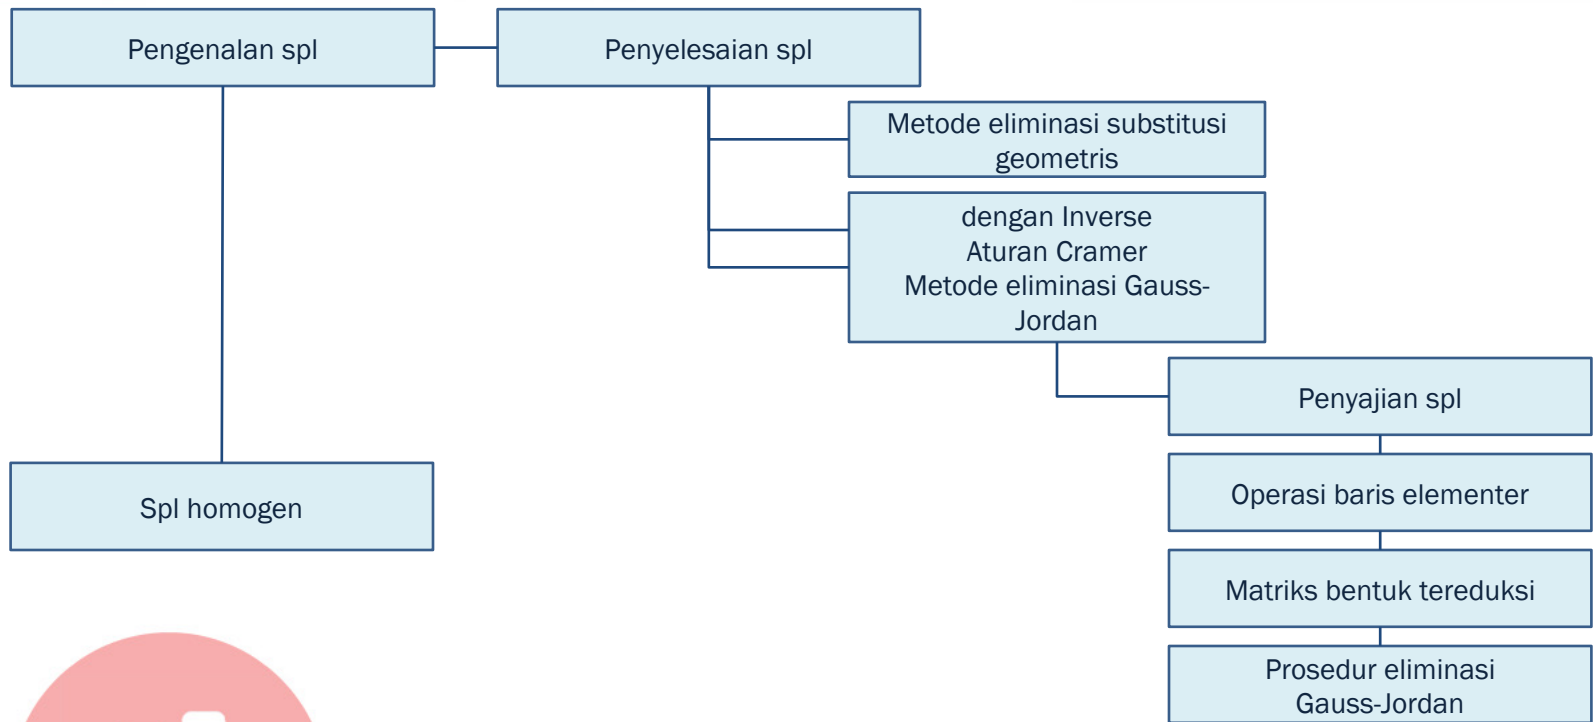 Pengenalan spl
Penyelesaian spl
Metode eliminasi substitusi
geometris
dengan Inverse
Aturan Cramer
Metode eliminasi Gauss-
Jordan
Penyajian spl
Spl homogen
Operasi baris elementer
Matriks bentuk tereduksi
Prosedur eliminasi
Gauss-Jordan